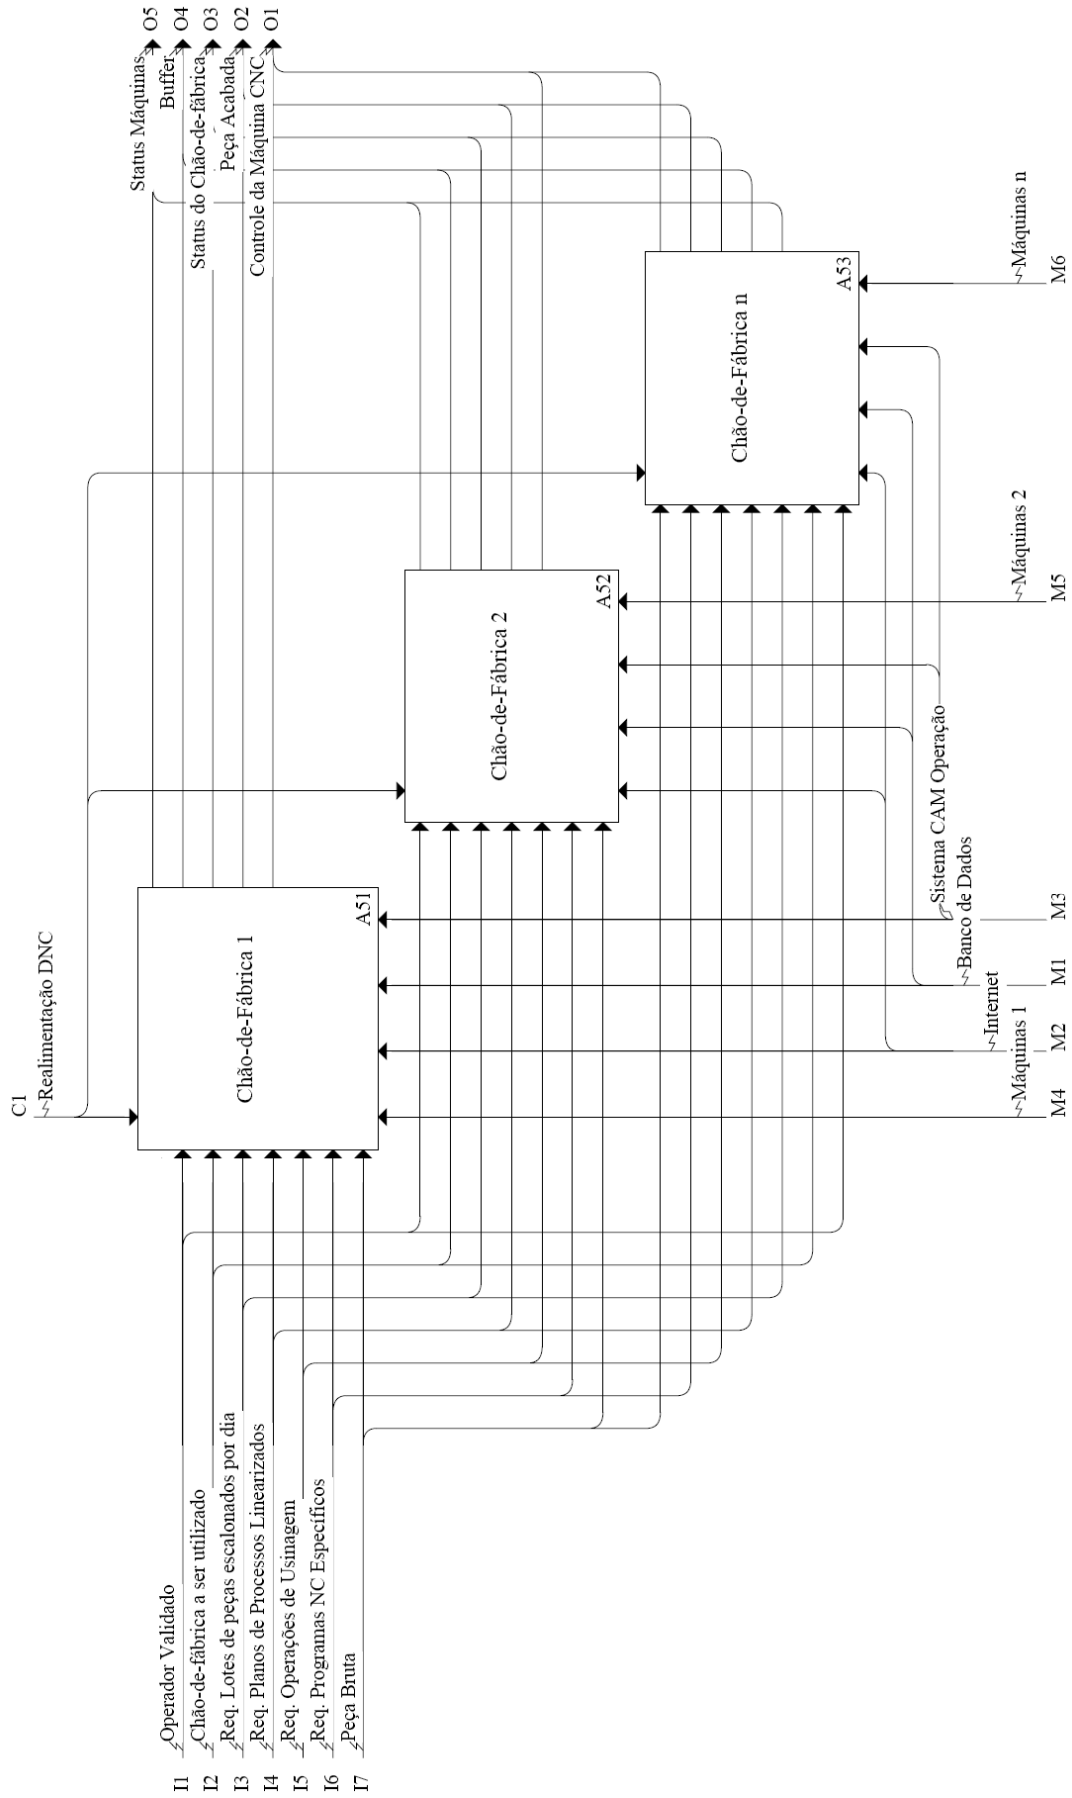 C1
Realimentação DNC
I1
Operador Validado
I2
Chão-de-fábrica a ser utilizado
I3
Req. Lotes de peças escalonados por dia
I4
Req. Planos de Processos Linearizados
I5
Req. Operações de Usinagem
I6
Req. Programas NC Específicos
I7
Peça Bruta
Chão-de-Fábrica 1
A51
Chão-de-Fábrica 2
A52
Chão-de-Fábrica n
A53
Status Máquinas
O5
Buffer
O4
Status do Chão-de-fábrica
O3
Peça Acabada
O2
Controle da Máquina CNC
O1
Máquinas 1
M4
Internet
M2
Banco de Dados
M1
Sistema CAM Operação
M3
Máquinas 2
M5
Máquinas n
M6